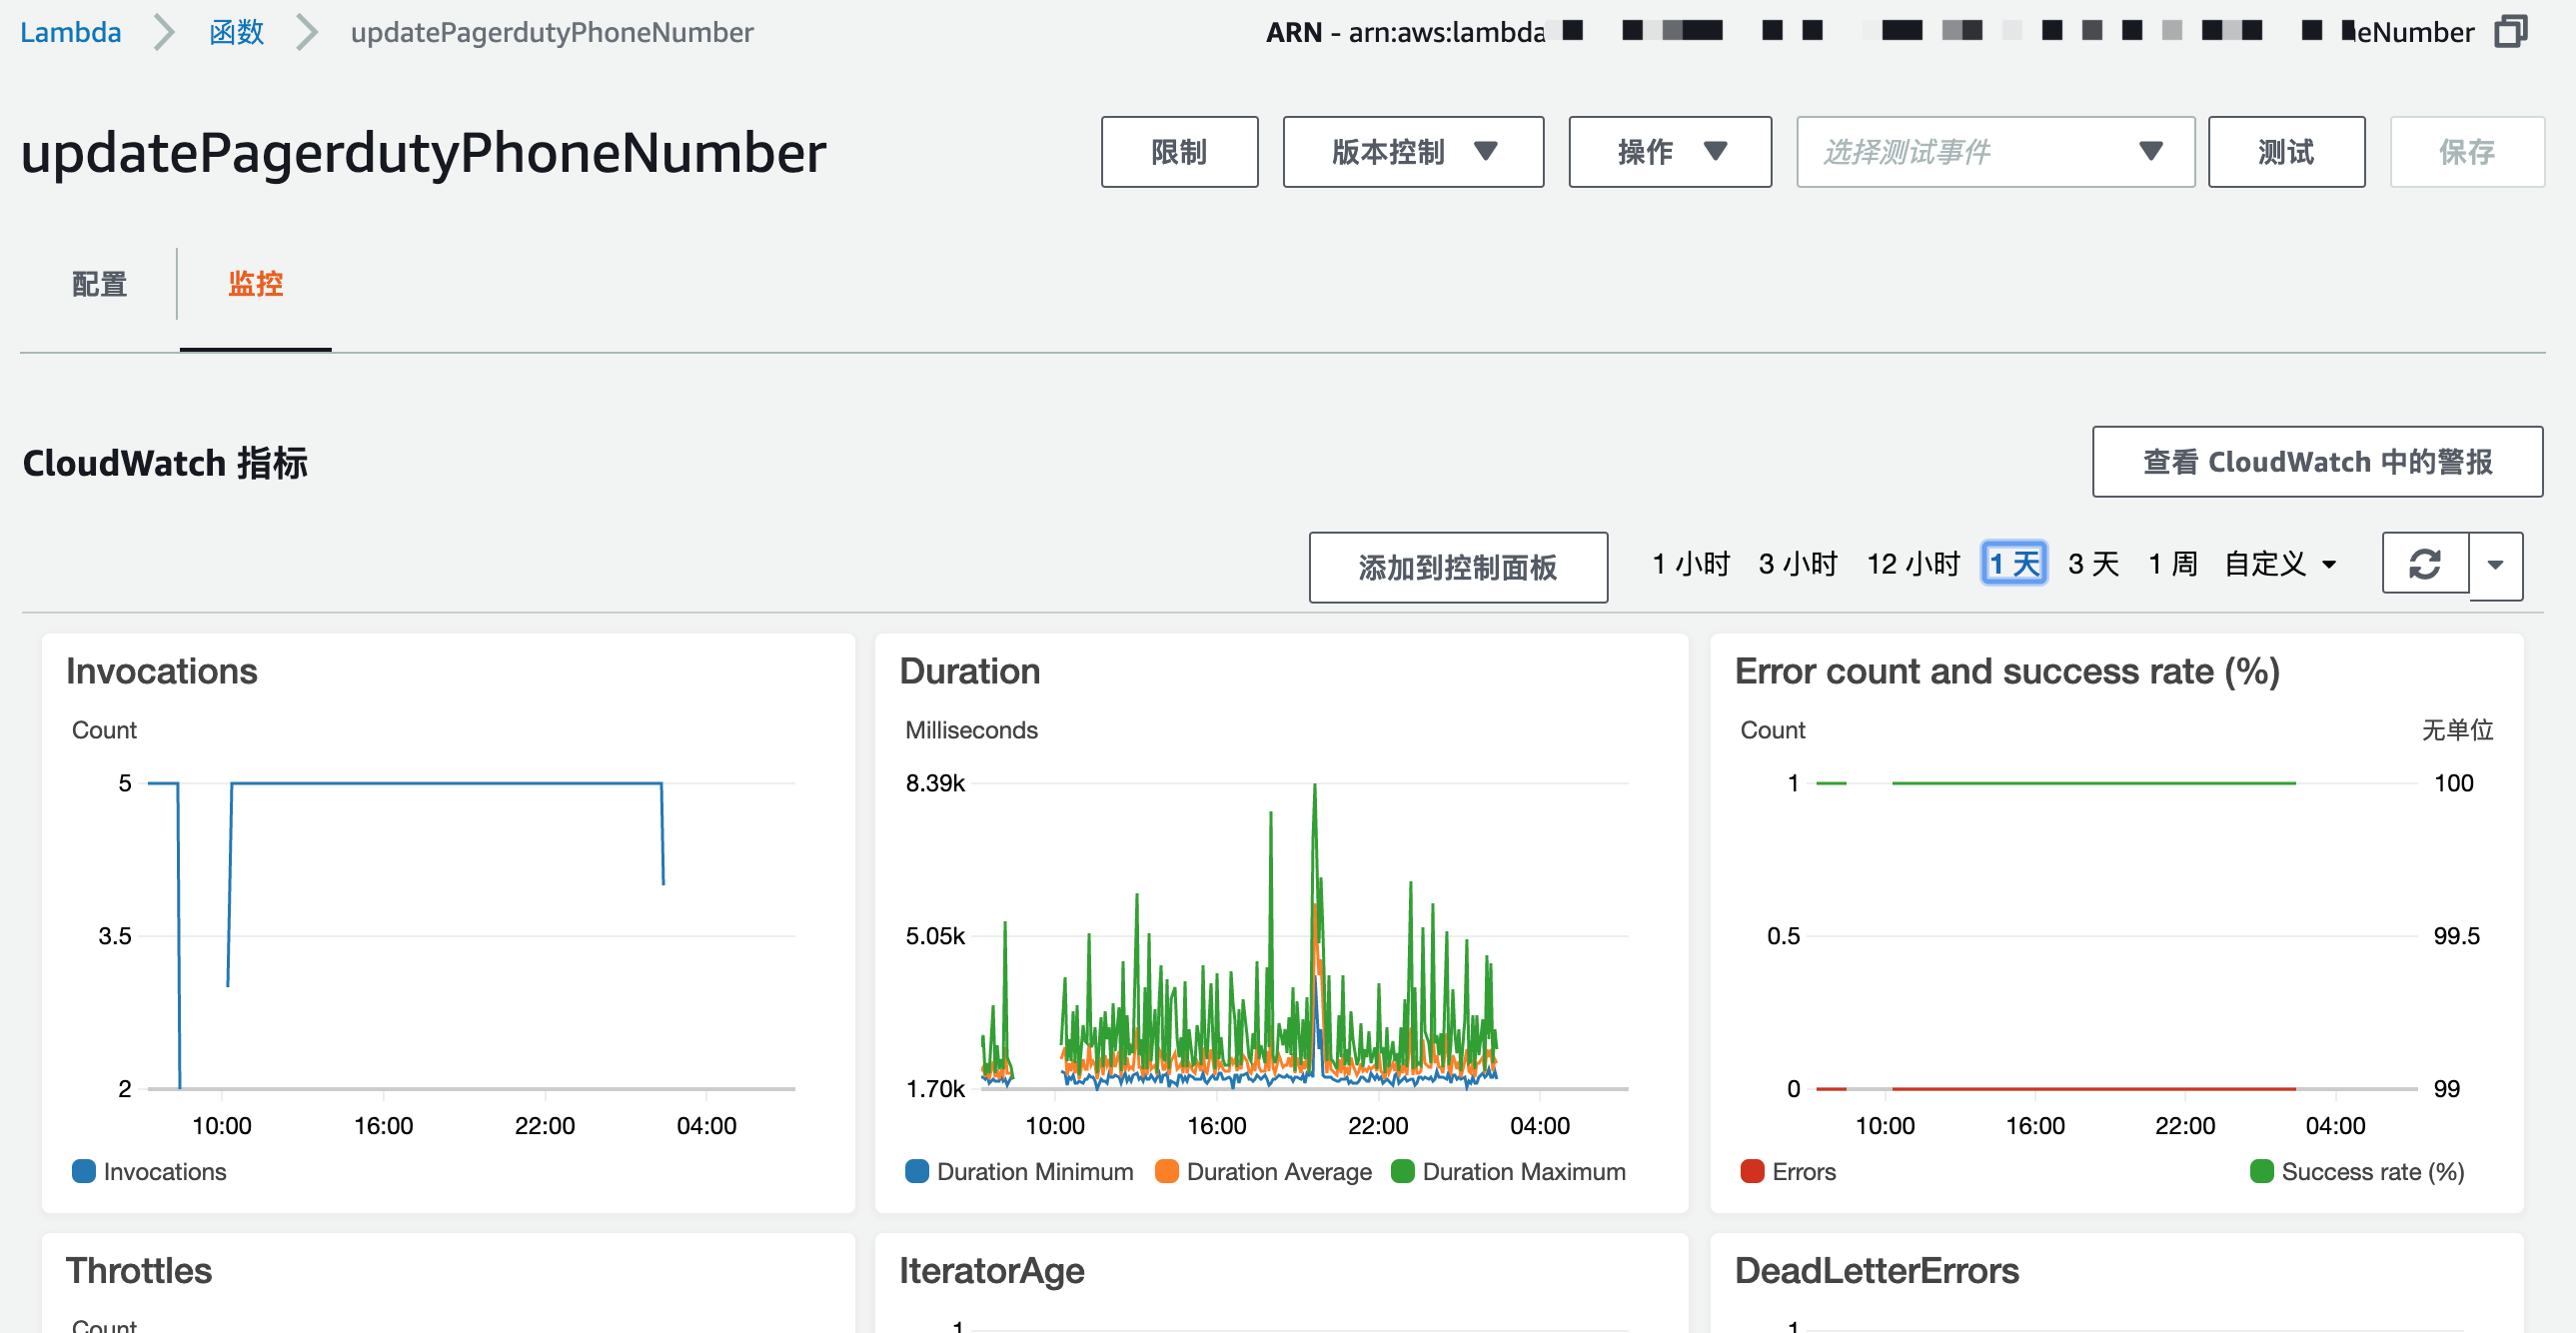 Lambda 函数 updatePagerdutyPhoneNumber ARN - arn:aws:lambda eNumber
updatePagerdutyPhoneNumber 限制 版本控制 操作 选择测试事件 测试 保存
配置 监控
CloudWatch 指标 查看 CloudWatch 中的警报
添加到控制面板 1 小时 3 小时 12 小时 1 天 3 天 1 周 自定义
Invocations
Count
5
3.5
2
10:00 16:00 22:00 04:00
Invocations
Duration
Milliseconds
8.39k
5.05k
1.70k
10:00 16:00 22:00 04:00
Duration Minimum Duration Average Duration Maximum
Error count and success rate (%)
Count 无单位
1 100
0.5 99.5
0 99
10:00 16:00 22:00 04:00
Errors Success rate (%)
Throttles
Count
IteratorAge
1
DeadLetterErrors
1